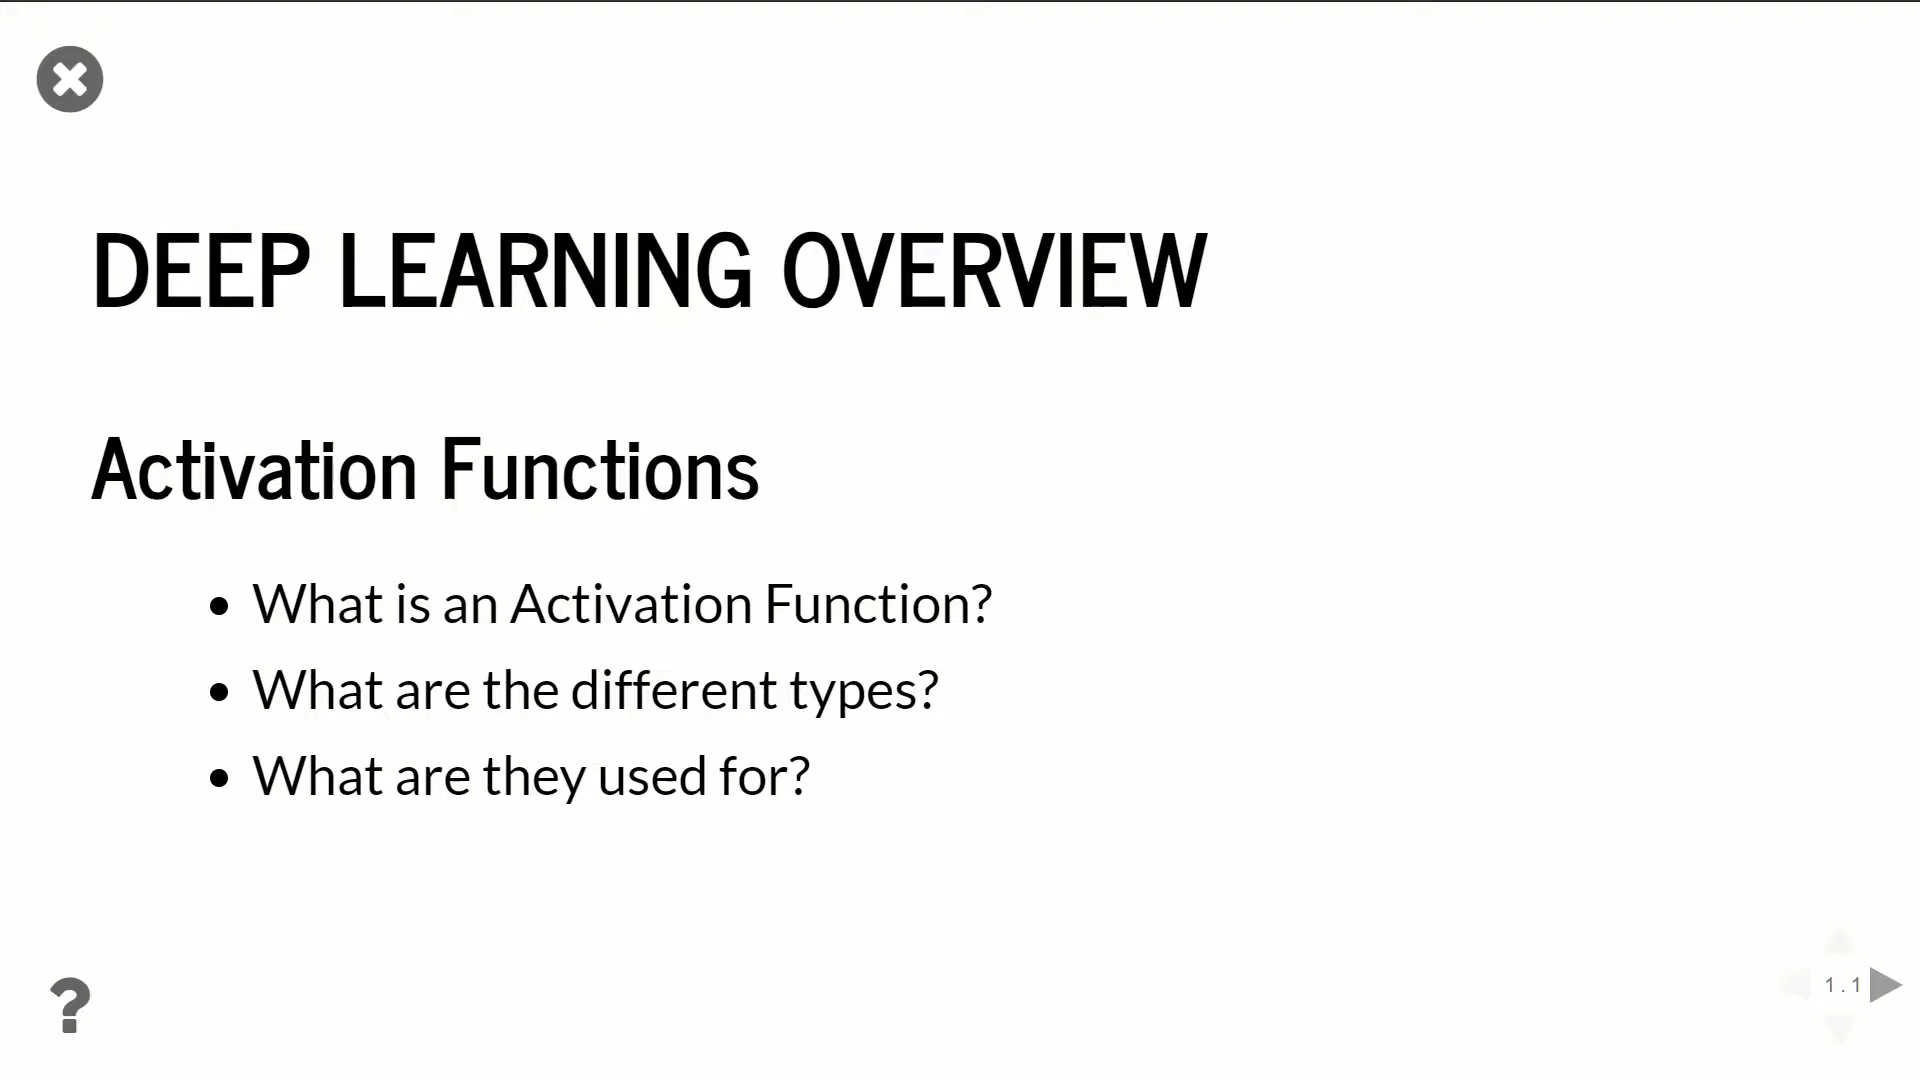 DEEP LEARNING OVERVIEW
Activation Functions
• What is an Activation Function?
• What are the different types?
• What are they used for?
?
1.1